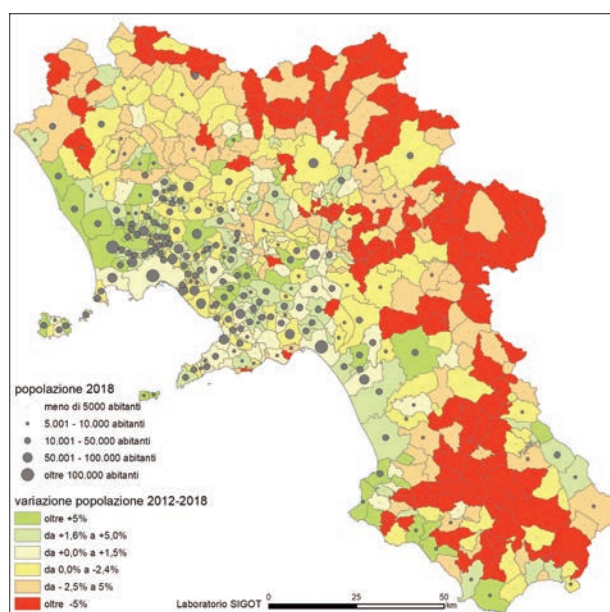 popolazione 2018
meno di 5000 abitanti
5.001 - 10.000 abitanti
10.001 - 50.000 abitanti
50.001 - 100.000 abitanti
oltre 100.000 abitanti
variazione popolazione 2012-2018
oltre +5%
da +1,6% a +5,0%
da +0,0% a +1,5%
da 0,0% a -2,4%
da - 2,5% a 5%
oltre -5%
Laboratorio SIGOT
0 25 50
km